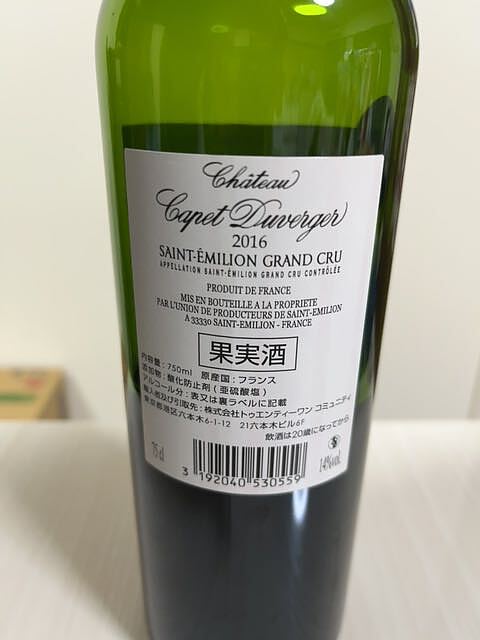 Château
Capet Duverger
2016
SAINT-ÉMILION GRAND CRU
APPELLATION SAINT-ÉMILION GRAND CRU CONTRÔLÉE
PRODUIT DE FRANCE
MIS EN BOUTEILLE A LA PROPRIETE
PAR L'UNION DE PRODUCTEURS DE SAINT-EMILION
A 33330 SAINT-EMILION - FRANCE
果実酒
内容量：750ml 原産国：フランス
添加物：酸化防止剤（亜硫酸塩）
アルコール分：表又は裏ラベルに記載
輸入者及び引取先：株式会社トゥエンティーワン コミュニティ
東京都港区六本木6-1-12 21六本木ビル6F
飲酒は20歳になってから
75 cl
14%vol.
3 192040 530559